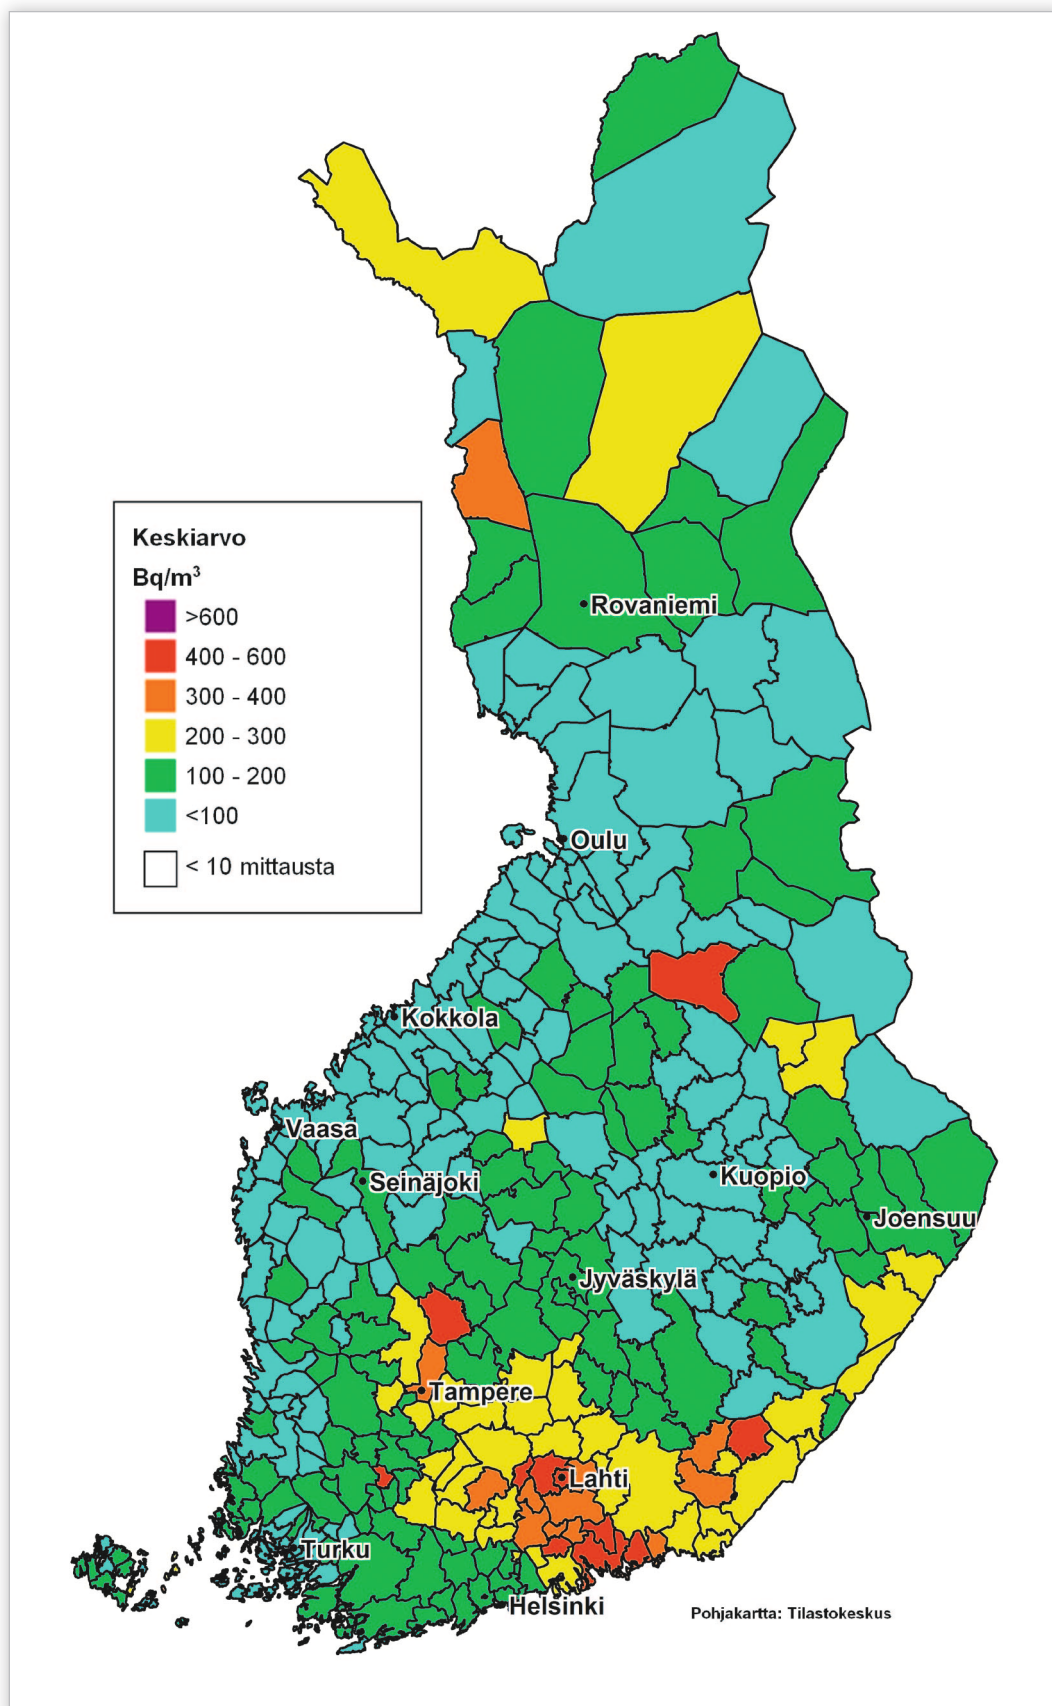 Keskiarvo
Bq/m³
>600
400 - 600
300 - 400
200 - 300
100 - 200
<100
< 10 mittausta
Rovaniemi
Oulu
Kokkola
Vaasa
Seinäjoki
Kuopio
Joensuu
Jyväskylä
Tampere
Lahti
Turku
Helsinki
Pohjakartta: Tilastokeskus